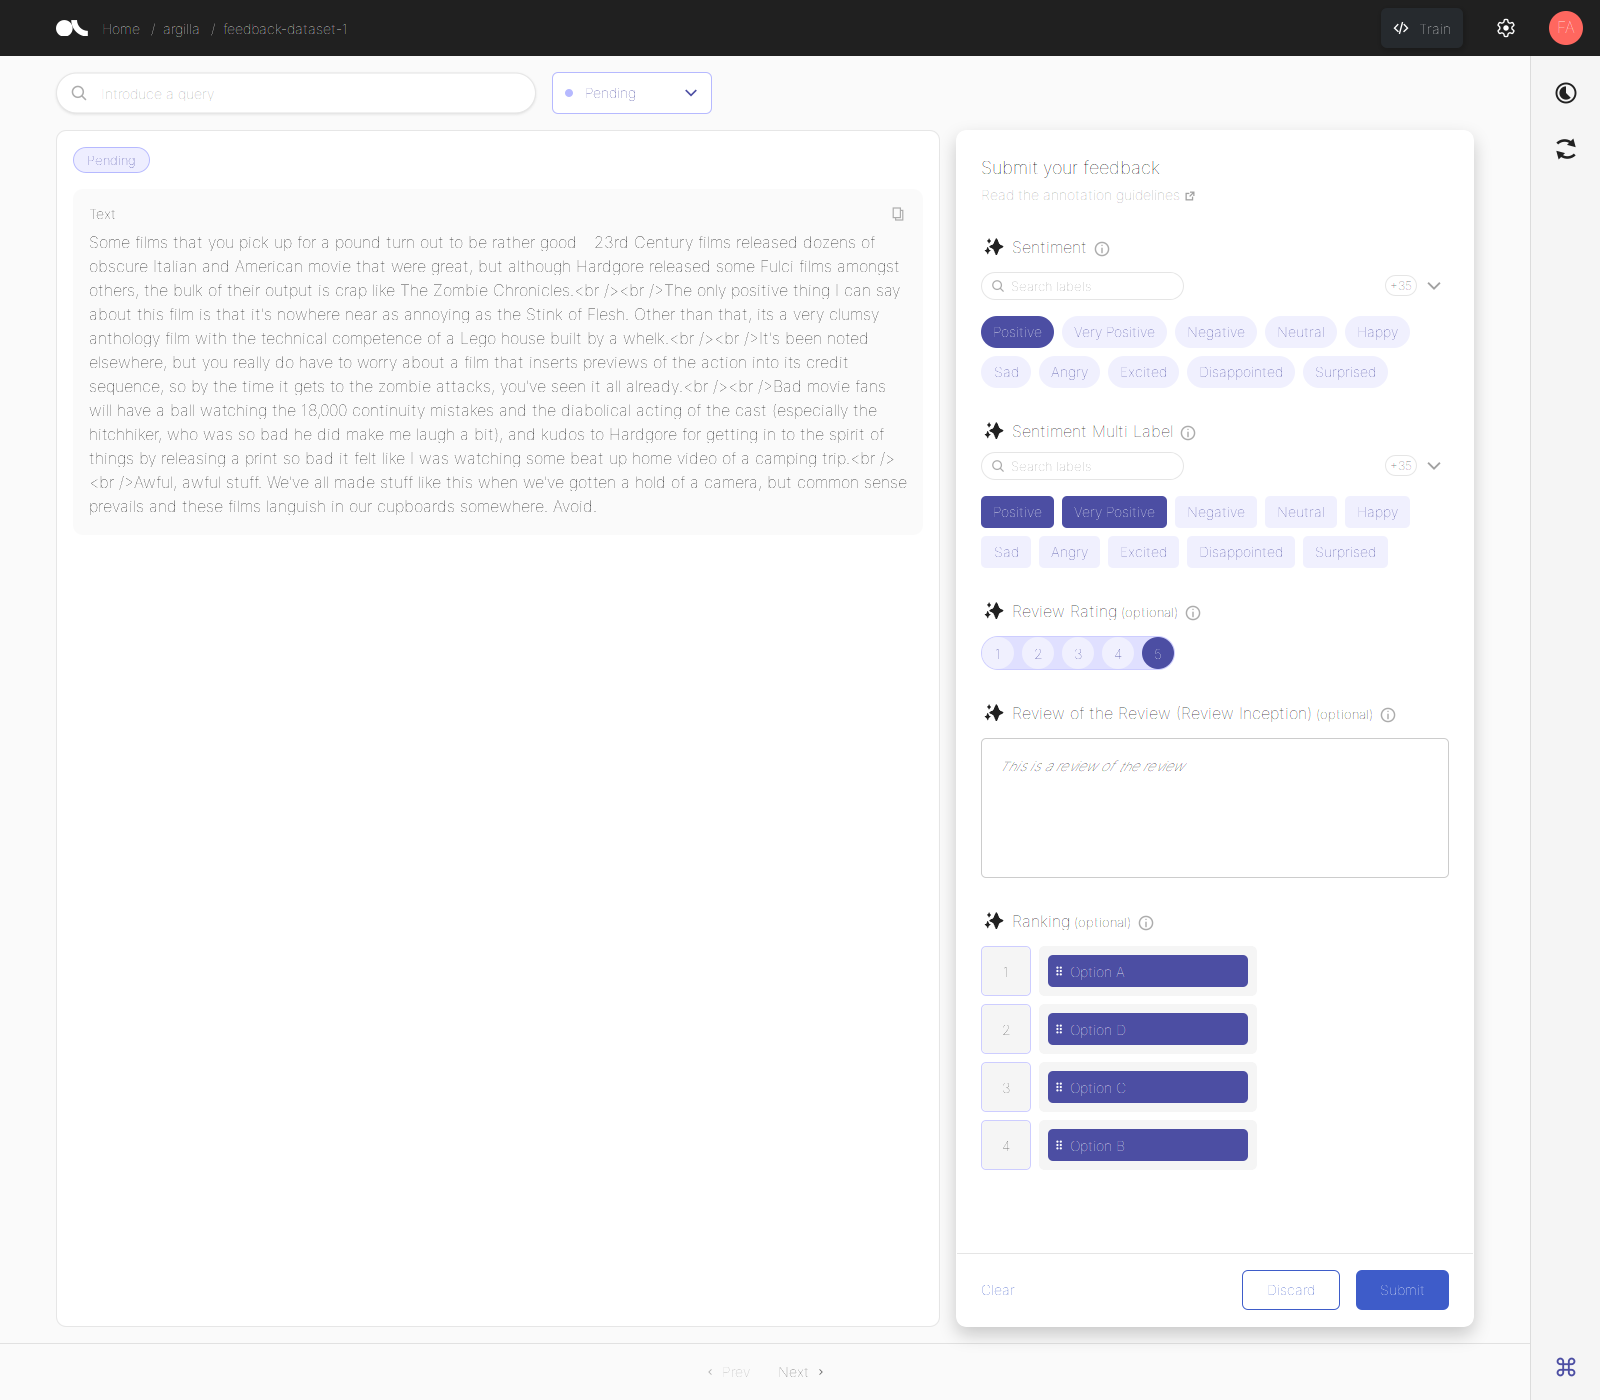 Home / argilla / feedback-dataset-1
Train
FA
Introduce a query
Pending
Pending
Text
Some films that you pick up for a pound turn out to be rather good   23rd Century films released dozens of
obscure Italian and American movie that were great, but although Hardgore released some Fulci films amongst
others, the bulk of their output is crap like The Zombie Chronicles.<br /><br />The only positive thing I can say
about this film is that it's nowhere near as annoying as the Stink of Flesh. Other than that, its a very clumsy
anthology film with the technical competence of a Lego house built by a whelk.<br /><br />It's been noted
elsewhere, but you really do have to worry about a film that inserts previews of the action into its credit
sequence, so by the time it gets to the zombie attacks, you've seen it all already.<br /><br />Bad movie fans
will have a ball watching the 18,000 continuity mistakes and the diabolical acting of the cast (especially the
hitchhiker, who was so bad he did make me laugh a bit), and kudos to Hardgore for getting in to the spirit of
things by releasing a print so bad it felt like I was watching some beat up home video of a camping trip.<br />
<br />Awful, awful stuff. We've all made stuff like this when we've gotten a hold of a camera, but common sense
prevails and these films languish in our cupboards somewhere. Avoid.
Submit your feedback
Read the annotation guidelines
Sentiment
Search labels
+35
Positive Very Positive Negative Neutral Happy
Sad Angry Excited Disappointed Surprised
Sentiment Multi Label
Search labels
+35
Positive Very Positive Negative Neutral Happy
Sad Angry Excited Disappointed Surprised
Review Rating (optional)
1 2 3 4 5
Review of the Review (Review Inception) (optional)
This is a review of the review
Ranking (optional)
1 Option A
2 Option D
3 Option C
4 Option B
Clear Discard Submit
Prev Next